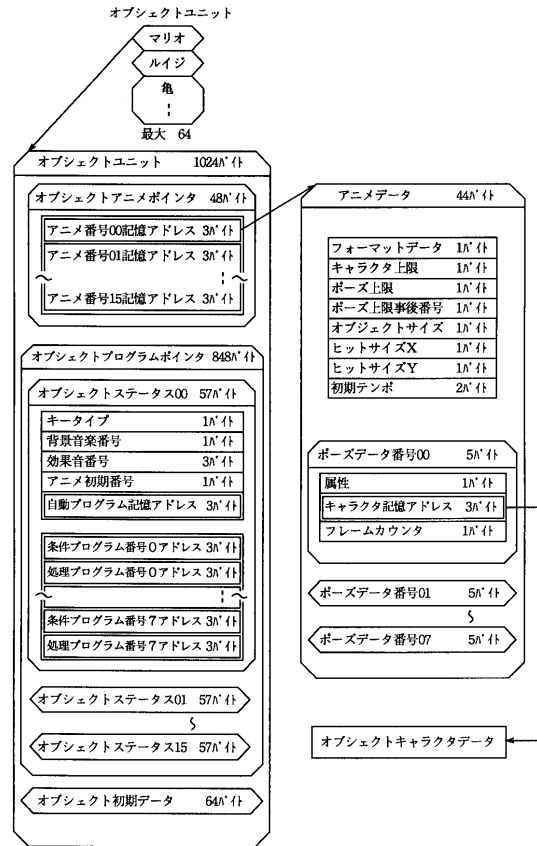 オブシェクトユニット
マリオ
ルイジ
亀
最大 64
オブシェクトユニット 1024バイト
オブシェクトアニメポインタ 48バイト
アニメ番号00記憶アドレス 3バイト
アニメ番号01記憶アドレス 3バイト
アニメ番号15記憶アドレス 3バイト
オブシェクトプログラムポインタ 848バイト
オブシェクトステータス00 57バイト
キータイプ 1バイト
背景音楽番号 1バイト
効果音番号 3バイト
アニメ初期番号 1バイト
自動プログラム記憶アドレス 3バイト
条件プログラム番号0アドレス 3バイト
処理プログラム番号0アドレス 3バイト
条件プログラム番号7アドレス 3バイト
処理プログラム番号7アドレス 3バイト
オブシェクトステータス01 57バイト
オブシェクトステータス15 57バイト
オブシェクト初期データ 64バイト
アニメデータ 44バイト
フォーマットデータ 1バイト
キャラクタ上限 1バイト
ポーズ上限 1バイト
ポーズ上限事後番号 1バイト
オブジェクトサイズ 1バイト
ヒットサイズX 1バイト
ヒットサイズY 1バイト
初期テンポ 2バイト
ポーズデータ番号00 5バイト
属性 1バイト
キャラクタ記憶アドレス 3バイト
フレームカウンタ 1バイト
ポーズデータ番号01 5バイト
ポーズデータ番号07 5バイト
オブジェクトキャラクタデータ